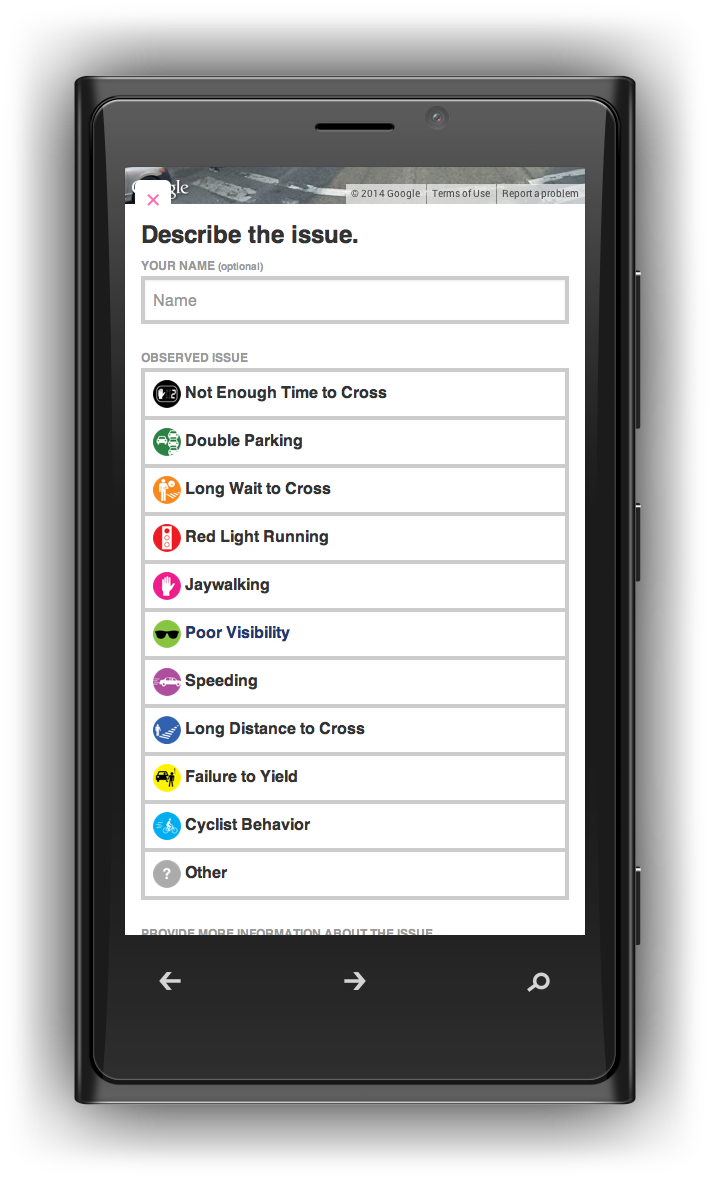 Google
© 2014 Google Terms of Use Report a problem
Describe the issue.
YOUR NAME (optional)
Name
OBSERVED ISSUE
Not Enough Time to Cross
Double Parking
Long Wait to Cross
Red Light Running
Jaywalking
Poor Visibility
Speeding
Long Distance to Cross
Failure to Yield
Cyclist Behavior
? Other
PROVIDE MORE INFORMATION ABOUT THE ISSUE